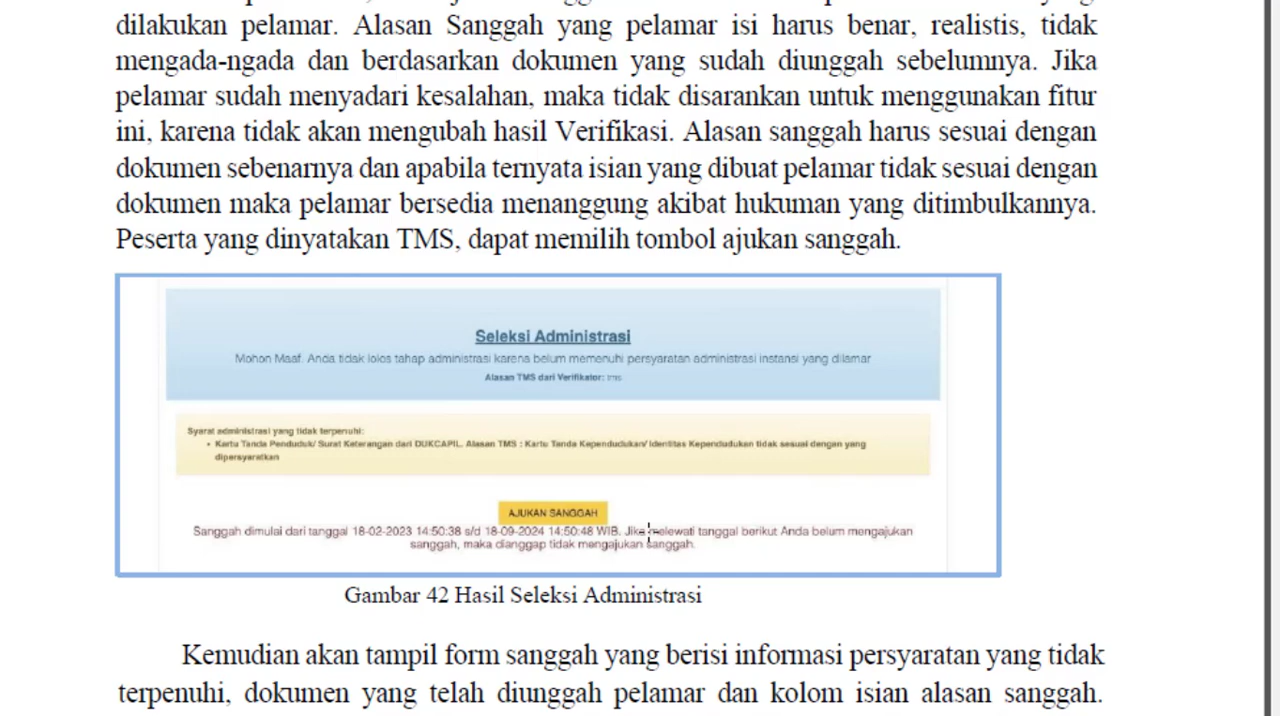 dilakukan pelamar. Alasan Sanggah yang pelamar isi harus benar, realistis, tidak
mengada-ngada dan berdasarkan dokumen yang sudah diunggah sebelumnya. Jika
pelamar sudah menyadari kesalahan, maka tidak disarankan untuk menggunakan fitur
ini, karena tidak akan mengubah hasil Verifikasi. Alasan sanggah harus sesuai dengan
dokumen sebenarnya dan apabila ternyata isian yang dibuat pelamar tidak sesuai dengan
dokumen maka pelamar bersedia menanggung akibat hukuman yang ditimbulkannya.
Peserta yang dinyatakan TMS, dapat memilih tombol ajukan sanggah.
Seleksi Administrasi
Mohon Maaf. Anda tidak lolos tahap administrasi karena belum memenuhi persyaratan administrasi instansi yang dilamar
Alasan TMS dari Verifikator: tms
Syarat administrasi yang tidak terpenuhi:
• Kartu Tanda Penduduk/ Surat Keterangan dari DUKCAPIL. Alasan TMS : Kartu Tanda Kependudukan/ Identitas Kependudukan tidak sesuai dengan yang
dipersyaratkan
AJUKAN SANGGAH
Sanggah dimulai dari tanggal 18-02-2023 14:50:38 s/d 18-09-2024 14:50:48 WIB. Jika melewati tanggal berikut Anda belum mengajukan
sanggah, maka dianggap tidak mengajukan sanggah.
Gambar 42 Hasil Seleksi Administrasi
Kemudian akan tampil form sanggah yang berisi informasi persyaratan yang tidak
terpenuhi, dokumen yang telah diunggah pelamar dan kolom isian alasan sanggah.